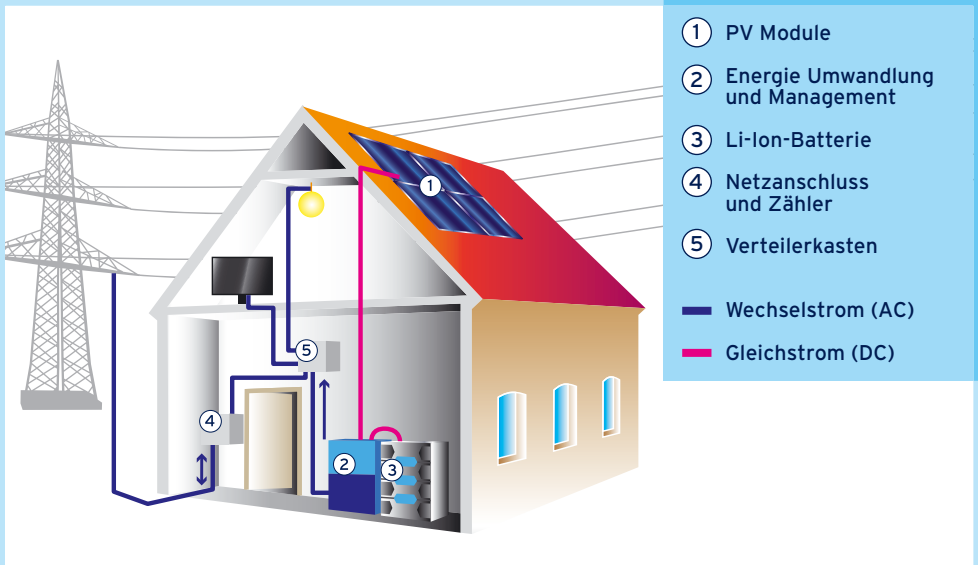 1 PV Module
2 Energie Umwandlung
und Management
3 Li-Ion-Batterie
4 Netzanschluss
und Zähler
5 Verteilerkasten
Wechselstrom (AC)
Gleichstrom (DC)
1
5
4
2
3